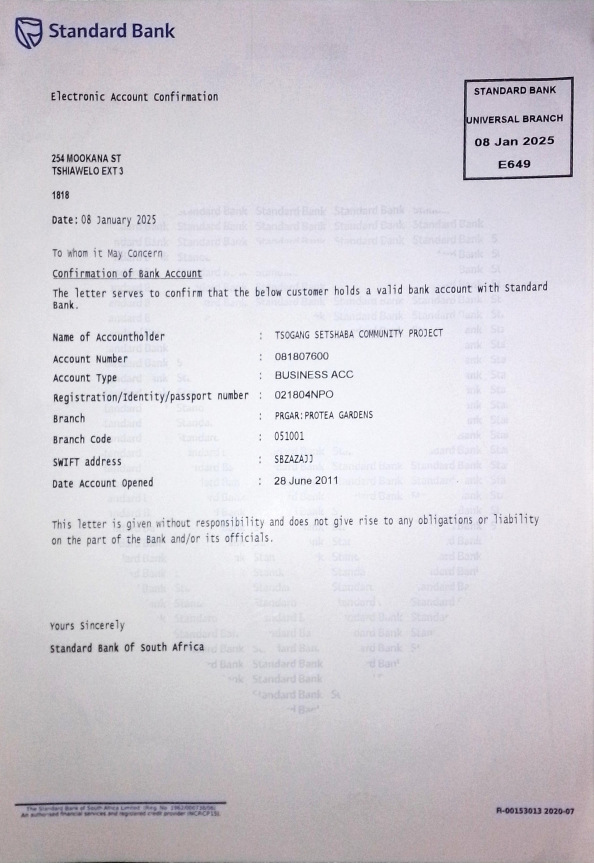 Standard Bank
Electronic Account Confirmation
STANDARD BANK
UNIVERSAL BRANCH
08 Jan 2025
E649
254 MOOKANA ST
TSHIAWELO EXT 3
1818
Date: 08 January 2025
To whom it May Concern
Confirmation of Bank Account
The letter serves to confirm that the below customer holds a valid bank account with Standard
Bank.
Name of Accountholder : TSOGANG SETSHABA COMMUNITY PROJECT
Account Number : 081807600
Account Type : BUSINESS ACC
Registration/Identity/passport number : 021804NPO
Branch : PRGAR:PROTEA GARDENS
Branch Code : 051001
SWIFT address : SBZAZAJJ
Date Account Opened : 28 June 2011
This letter is given without responsibility and does not give rise to any obligations or liability
on the part of the Bank and/or its officials.
Yours Sincerely
Standard Bank Of South Africa
The Standard Bank of South Africa Limited (Reg. No. 1962/000738/06)
An authorised financial services and registered credit provider (NCRCP15)
R-00153013 2020-07